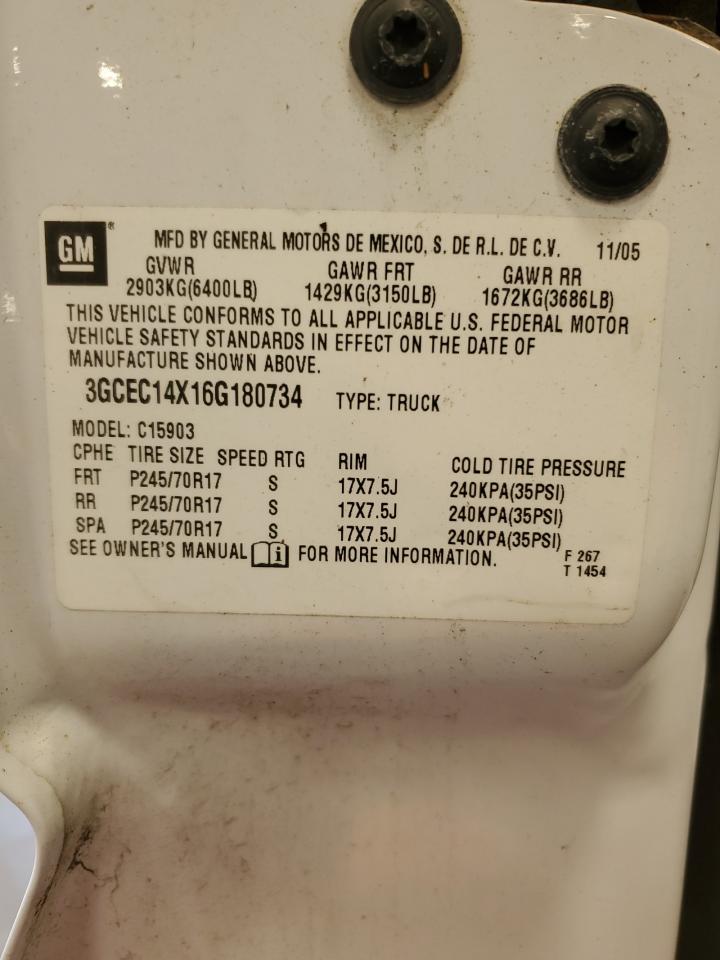 GM®
MFD BY GENERAL MOTORS DE MEXICO, S. DE R.L. DE C.V. 11/05
GVWR GAWR FRT GAWR RR
2903KG(6400LB) 1429KG(3150LB) 1672KG(3686LB)
THIS VEHICLE CONFORMS TO ALL APPLICABLE U.S. FEDERAL MOTOR
VEHICLE SAFETY STANDARDS IN EFFECT ON THE DATE OF
MANUFACTURE SHOWN ABOVE.
3GCEC14X16G180734 TYPE: TRUCK
MODEL: C15903
CPHE TIRE SIZE SPEED RTG RIM COLD TIRE PRESSURE
FRT P245/70R17 S 17X7.5J 240KPA(35PSI)
RR P245/70R17 S 17X7.5J 240KPA(35PSI)
SPA P245/70R17 S 17X7.5J 240KPA(35PSI)
SEE OWNER'S MANUAL FOR MORE INFORMATION.
F 267
T 1454